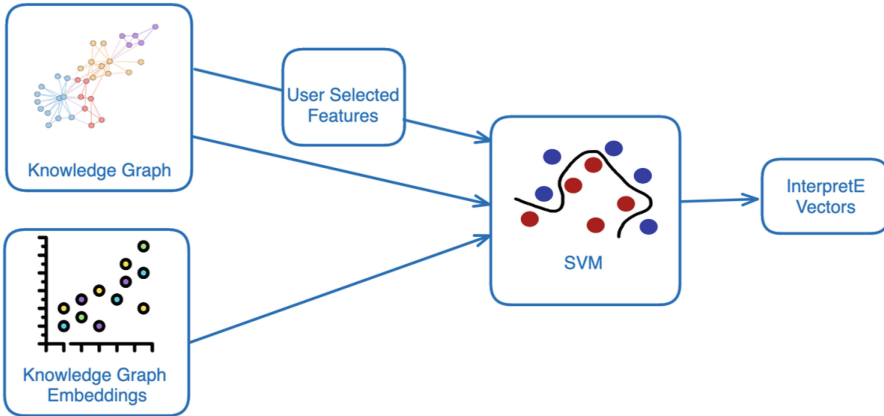 Knowledge Graph
User Selected
Features
Knowledge Graph
Embeddings
SVM
InterpretE
Vectors